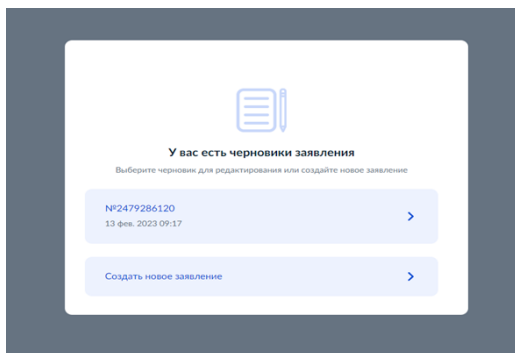 У вас есть черновики заявления
Выберите черновик для редактирования или создайте новое заявление
№2479286120
13 фев. 2023 09:17
Создать новое заявление